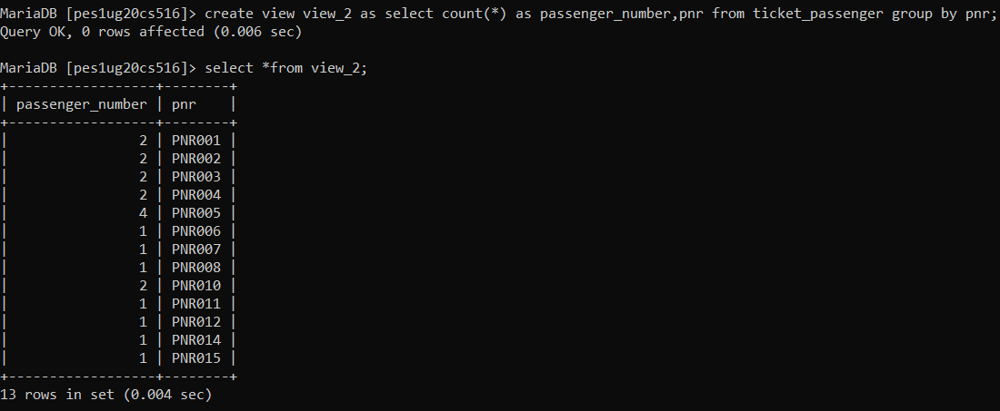 MariaDB [pes1ug20cs516]> create view view_2 as select count(*) as passenger_number,pnr from ticket_passenger group by pnr;
Query OK, 0 rows affected (0.006 sec)
MariaDB [pes1ug20cs516]> select *from view_2;
+------------------+--------+
| passenger_number | pnr    |
+------------------+--------+
|                2 | PNR001 |
|                2 | PNR002 |
|                2 | PNR003 |
|                2 | PNR004 |
|                4 | PNR005 |
|                1 | PNR006 |
|                1 | PNR007 |
|                1 | PNR008 |
|                2 | PNR010 |
|                1 | PNR011 |
|                1 | PNR012 |
|                1 | PNR014 |
|                1 | PNR015 |
+------------------+--------+
13 rows in set (0.004 sec)